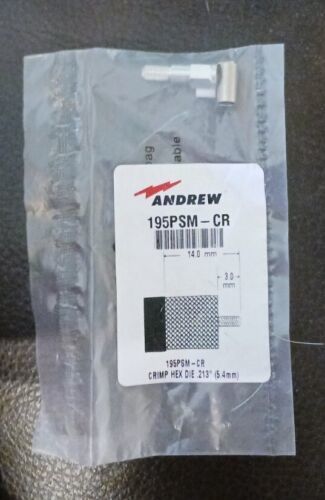 ANDREW
195PSM-CR
14.0 mm
3.0
mm
195PSM-CR
CRIMP HEX DIE .213" (5.4mm)